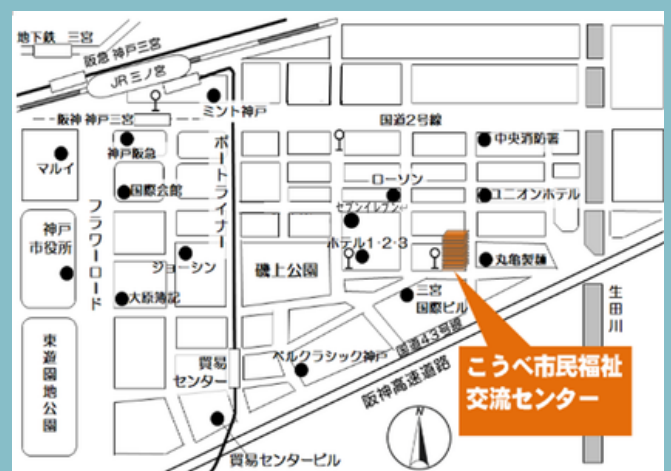 地下鉄 三宮
阪急 神戸三宮
JR三ノ宮
ミント神戸
阪神 神戸三宮
国道2号線
神戸阪急
中央消防署
マルイ
ポートライナー
ローソン
国際会館
ユニオンホテル
セブンイレブン
フラワーロード
神戸
市役所
ホテル1・2・3
ジョーシン
磯上公園
丸亀製麺
大原簿記
三宮
国際ビル
生田川
国道43号線
東遊園地公園
貿易
センター
ベルクラシック神戸
阪神高速道路
こうべ市民福祉
交流センター
N
貿易センタービル